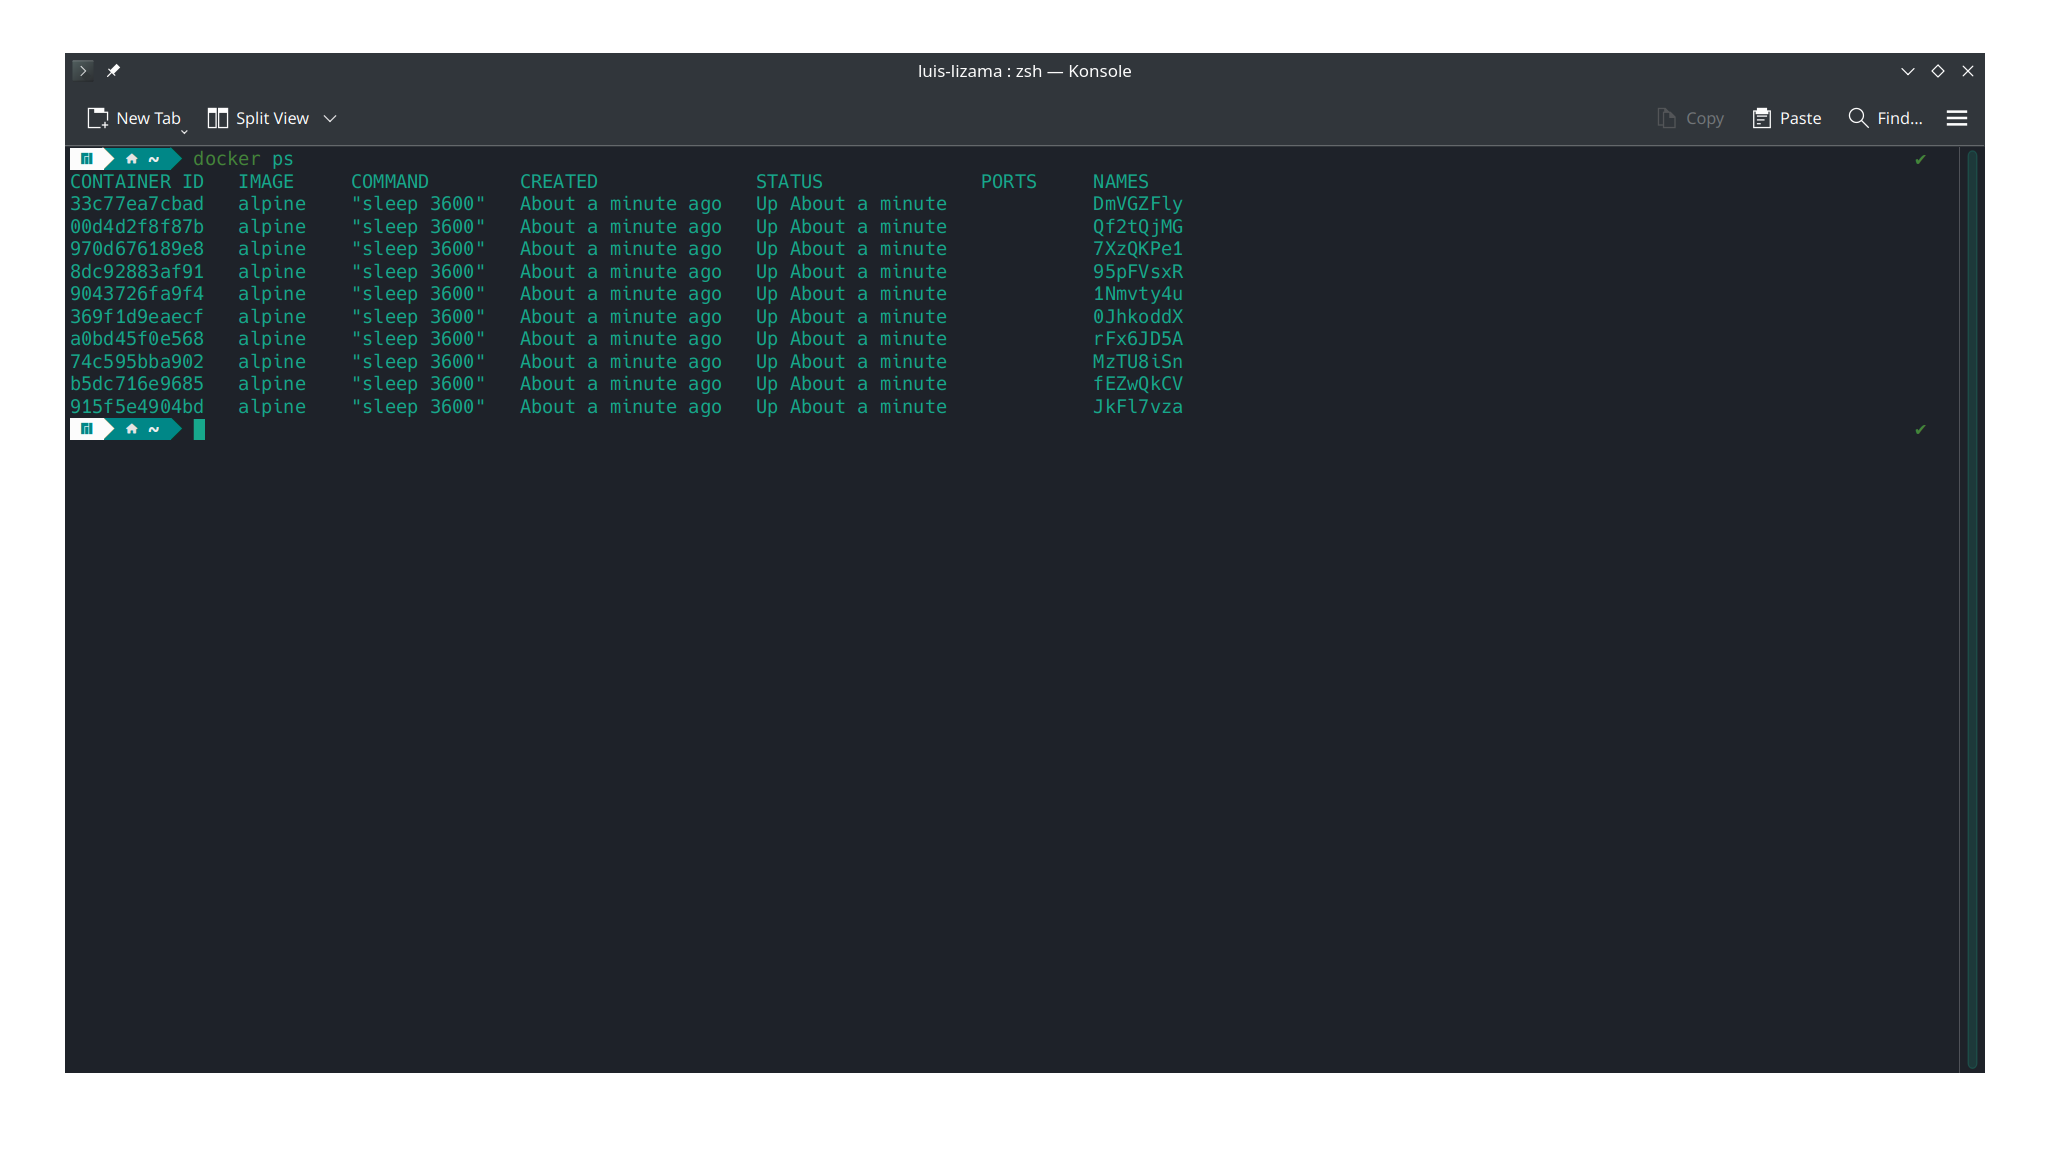 luis-lizama : zsh — Konsole
New Tab Split View Copy Paste Find...
~ docker ps ✔
CONTAINER ID IMAGE COMMAND CREATED STATUS PORTS NAMES
33c77ea7cbad alpine "sleep 3600" About a minute ago Up About a minute DmVGZFly
00d4d2f8f87b alpine "sleep 3600" About a minute ago Up About a minute Qf2tQjMG
970d676189e8 alpine "sleep 3600" About a minute ago Up About a minute 7XzQKPe1
8dc92883af91 alpine "sleep 3600" About a minute ago Up About a minute 95pFVsxR
9043726fa9f4 alpine "sleep 3600" About a minute ago Up About a minute 1Nmvty4u
369f1d9eaecf alpine "sleep 3600" About a minute ago Up About a minute 0JhkoddX
a0bd45f0e568 alpine "sleep 3600" About a minute ago Up About a minute rFx6JD5A
74c595bba902 alpine "sleep 3600" About a minute ago Up About a minute MzTU8iSn
b5dc716e9685 alpine "sleep 3600" About a minute ago Up About a minute fEZwQkCV
915f5e4904bd alpine "sleep 3600" About a minute ago Up About a minute JkFl7vza
~ ✔